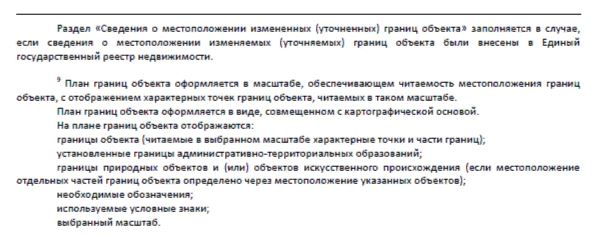 Раздел «Сведения о местоположении измененных (уточненных) границ объекта» заполняется в случае,
если сведения о местоположении изменяемых (уточняемых) границ объекта были внесены в Единый
государственный реестр недвижимости.
⁹ План границ объекта оформляется в масштабе, обеспечивающем читаемость местоположения границ
объекта, с отображением характерных точек границ объекта, читаемых в таком масштабе.
План границ объекта оформляется в виде, совмещенном с картографической основой.
На плане границ объекта отображаются:
границы объекта (читаемые в выбранном масштабе характерные точки и части границ);
установленные границы административно-территориальных образований;
границы природных объектов и (или) объектов искусственного происхождения (если местоположение
отдельных частей границ объекта определено через местоположение указанных объектов);
необходимые обозначения;
используемые условные знаки;
выбранный масштаб.